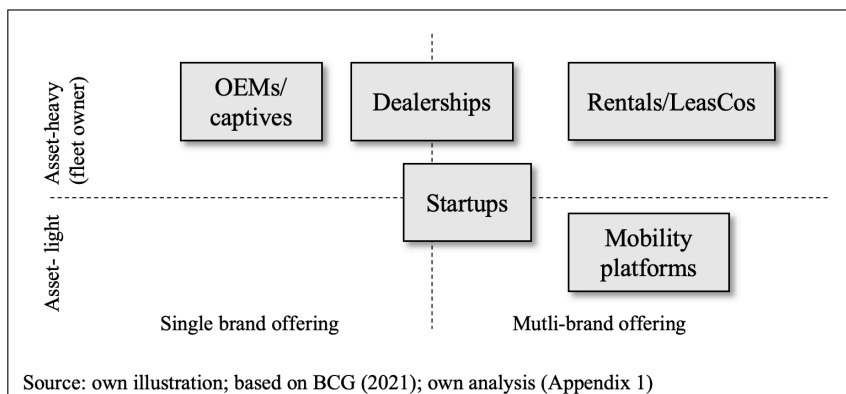 Asset-heavy
(fleet owner)
OEMs/
captives
Dealerships
Rentals/LeasCos
Startups
Asset- light
Mobility
platforms
Single brand offering
Mutli-brand offering
Source: own illustration; based on BCG (2021); own analysis (Appendix 1)